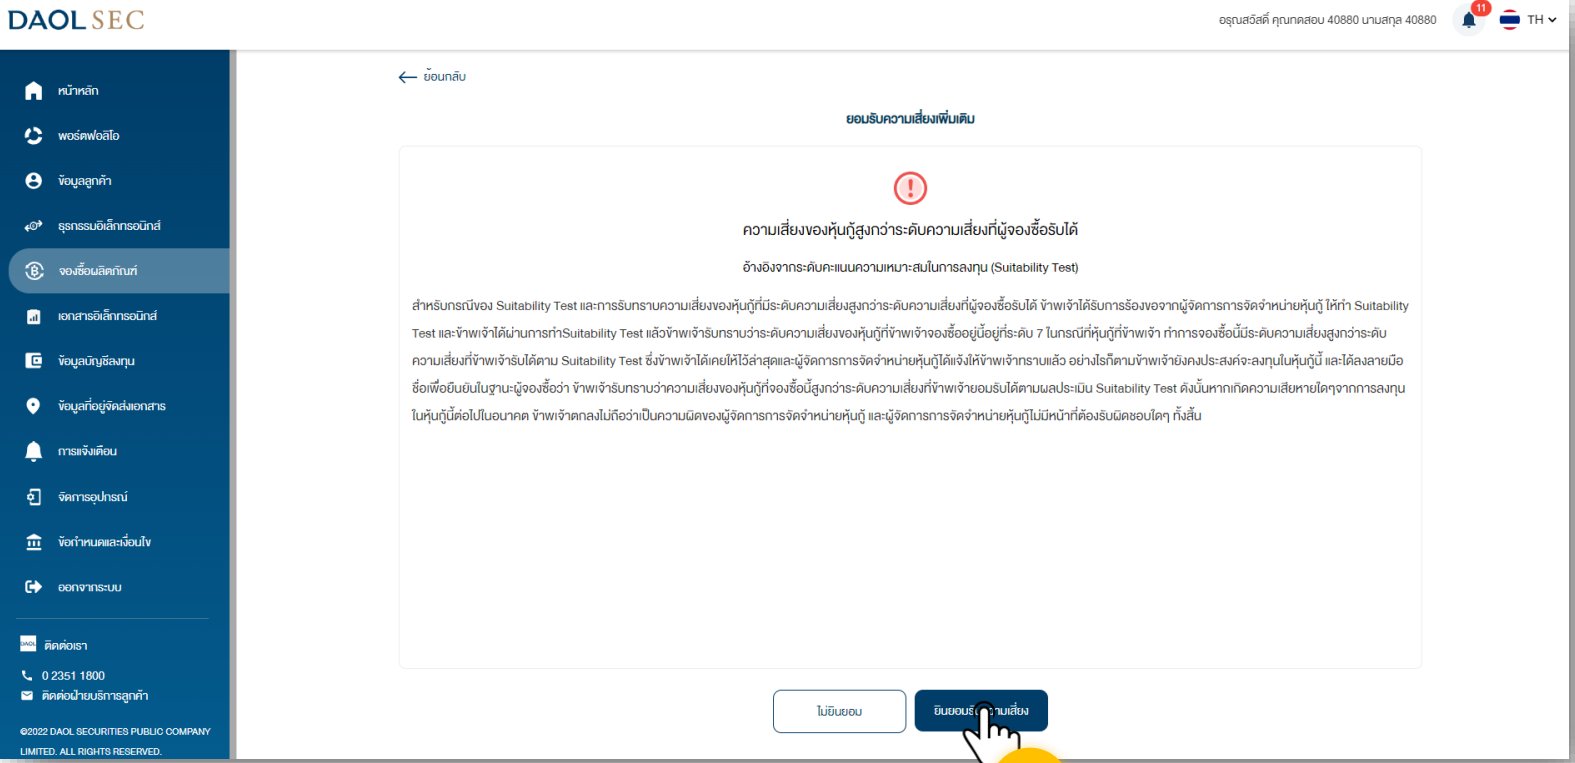 DAOL SEC
อรุณสวัสดิ์ คุณทดสอบ 40880 นามสกุล 40880
11
TH
หน้าหลัก
พอร์ตฟอลิโอ
ข้อมูลลูกค้า
ธุรกรรมอิเล็กทรอนิกส์
จองซื้อผลิตภัณฑ์
เอกสารอิเล็กทรอนิกส์
ข้อมูลบัญชีลงทุน
ข้อมูลที่อยู่จัดส่งเอกสาร
การแจ้งเตือน
จัดการอุปกรณ์
ข้อกำหนดและเงื่อนไข
ออกจากระบบ
DAOL ติดต่อเรา
0 2351 1800
ติดต่อฝ่ายบริการลูกค้า
©2022 DAOL SECURITIES PUBLIC COMPANY
LIMITED. ALL RIGHTS RESERVED.
ย้อนกลับ
ยอมรับความเสี่ยงเพิ่มเติม
ความเสี่ยงของหุ้นกู้สูงกว่าระดับความเสี่ยงที่ผู้จองซื้อรับได้
อ้างอิงจากระดับคะแนนความเหมาะสมในการลงทุน (Suitability Test)
สำหรับกรณีของ Suitability Test และการรับทราบความเสี่ยงของหุ้นกู้ที่มีระดับความเสี่ยงสูงกว่าระดับความเสี่ยงที่ผู้จองซื้อรับได้ ข้าพเจ้าได้รับการร้องขอจากผู้จัดการการจัดจำหน่ายหุ้นกู้ ให้ทำ Suitability
Test และข้าพเจ้าได้ผ่านการทำSuitability Test แล้วข้าพเจ้ารับทราบว่าระดับความเสี่ยงของหุ้นกู้ที่ข้าพเจ้าจองซื้ออยู่นี้อยู่ที่ระดับ 7 ในกรณีที่หุ้นกู้ที่ข้าพเจ้า ทำการจองซื้อนี้มีระดับความเสี่ยงสูงกว่าระดับ
ความเสี่ยงที่ข้าพเจ้ารับได้ตาม Suitability Test ซึ่งข้าพเจ้าได้เคยให้ไว้ล่าสุดและผู้จัดการการจัดจำหน่ายหุ้นกู้ได้แจ้งให้ข้าพเจ้าทราบแล้ว อย่างไรก็ตามข้าพเจ้ายังคงประสงค์จะลงทุนในหุ้นกู้นี้ และได้ลงลายมือ
ชื่อเพื่อยืนยันในฐานะผู้จองซื้อว่า ข้าพเจ้ารับทราบว่าความเสี่ยงของหุ้นกู้ที่จองซื้อนี้สูงกว่าระดับความเสี่ยงที่ข้าพเจ้ายอมรับได้ตามผลประเมิน Suitability Test ดังนั้นหากเกิดความเสียหายใดๆจากการลงทุน
ในหุ้นกู้นี้ต่อไปในอนาคต ข้าพเจ้าตกลงไม่ถือว่าเป็นความผิดของผู้จัดการการจัดจำหน่ายหุ้นกู้ และผู้จัดการการจัดจำหน่ายหุ้นกู้ไม่มีหน้าที่ต้องรับผิดชอบใดๆ ทั้งสิ้น
ไม่ยินยอม
ยินยอมรับความเสี่ยง